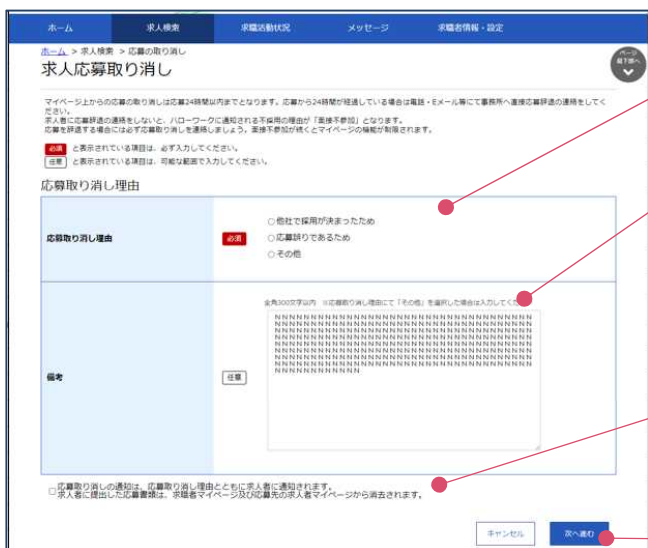 ホーム 求人検索 求職活動状況 メッセージ 求職者情報・設定
ホーム > 求人検索 > 応募の取り消し
ページ
最下部へ
求人応募取り消し
マイページ上からの応募の取り消しは応募24時間以内までとなります。応募から24時間が経過している場合は電話・Eメール等にて事務所へ直接応募辞退の連絡をしてく
ださい。
求人者に応募辞退の連絡をしないと、ハローワークに通知される不採用の理由が「面接不参加」となります。
応募を辞退する場合には必ず応募取り消しを連絡しましょう。面接不参加が続くとマイページの機能が制限されます。
必須 と表示されている項目は、必ず入力してください。
任意 と表示されている項目は、可能な範囲で入力してください。
応募取り消し理由
応募取り消し理由 必須
他社で採用が決まったため
応募誤りであるため
その他
全角300文字以内 ※応募取り消し理由にて「その他」を選択した場合は入力してくだ
備考 任意
NNNNNNNNNNNNNNNNNNNNNNNNNNNNNNNNNNN
NNNNNNNNNNNNNNNNNNNNNNNNNNNNNNNNNNN
NNNNNNNNNNNNNNNNNNNNNNNNNNNNNNNNNNN
NNNNNNNNNNNNNNNNNNNNNNNNNNNNNNNNNNN
NNNNNNNNNNNNNNNNNNNNNNNNNNNNNNNNNNN
NNNNNNNNNNNNNNNNNNNNNNNNNNNNNNNNNNN
NNNNNNNNNNNNNNNNNNNNNNNNNNNNNNNNNNN
NNNNNNNNNNNNNNNNNNNNNNNNNNNNNNNNNNN
NNNNNNNNNNNN
応募取り消しの通知は、応募取り消し理由とともに求人者に通知されます。
求人者に提出した応募書類は、求職者マイページ及び応募先の求人者マイページから消去されます。
キャンセル 次へ進む